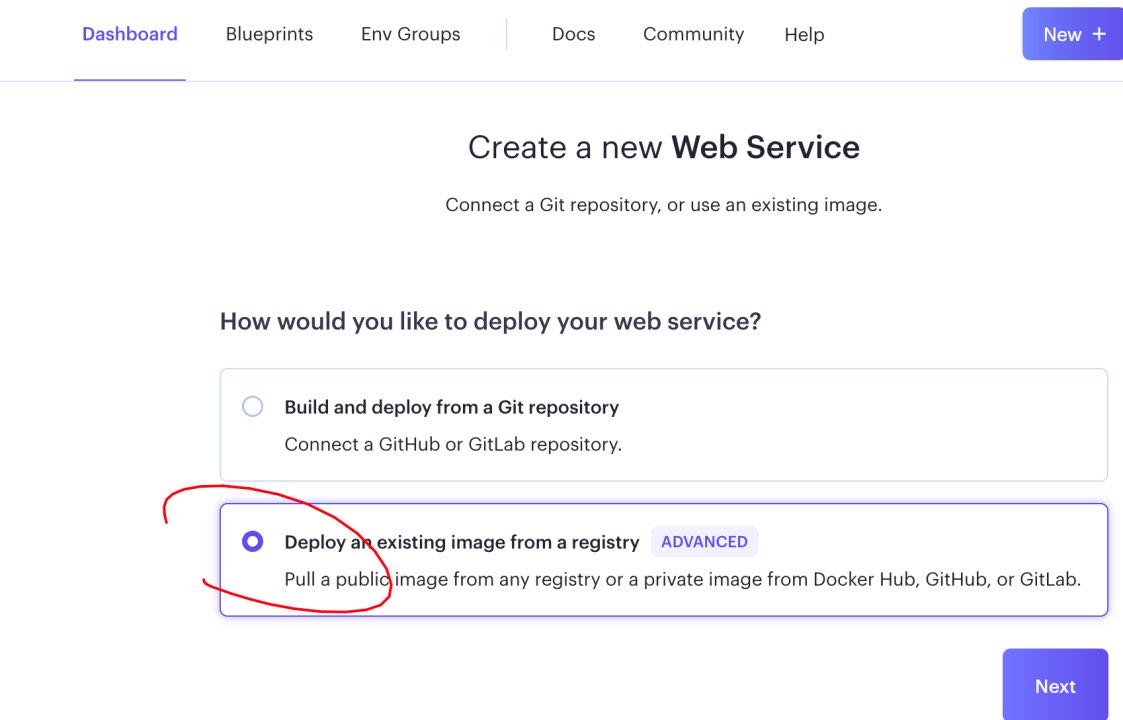 Dashboard Blueprints Env Groups Docs Community Help New +
Create a new Web Service
Connect a Git repository, or use an existing image.
How would you like to deploy your web service?
Build and deploy from a Git repository
Connect a GitHub or GitLab repository.
Deploy an existing image from a registry ADVANCED
Pull a public image from any registry or a private image from Docker Hub, GitHub, or GitLab.
Next